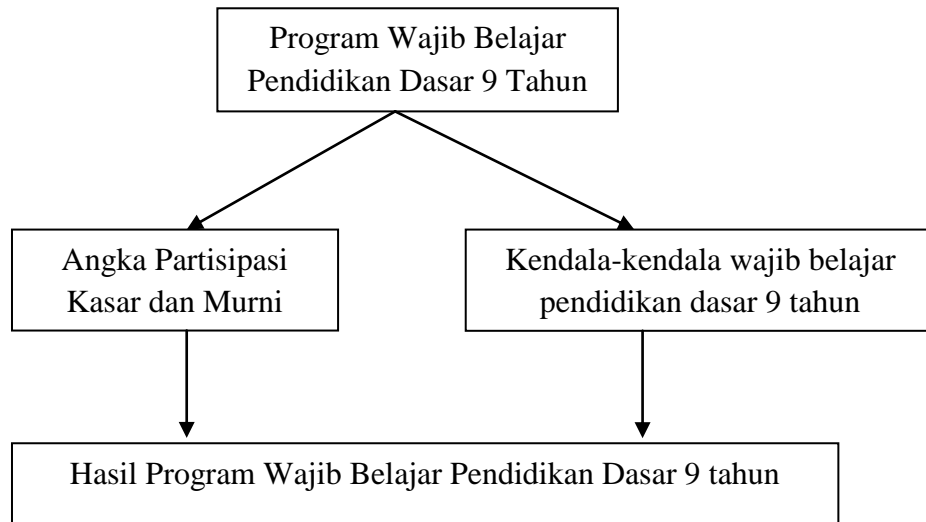 Program Wajib Belajar
Pendidikan Dasar 9 Tahun
Angka Partisipasi
Kasar dan Murni
Kendala-kendala wajib belajar
pendidikan dasar 9 tahun
Hasil Program Wajib Belajar Pendidikan Dasar 9 tahun